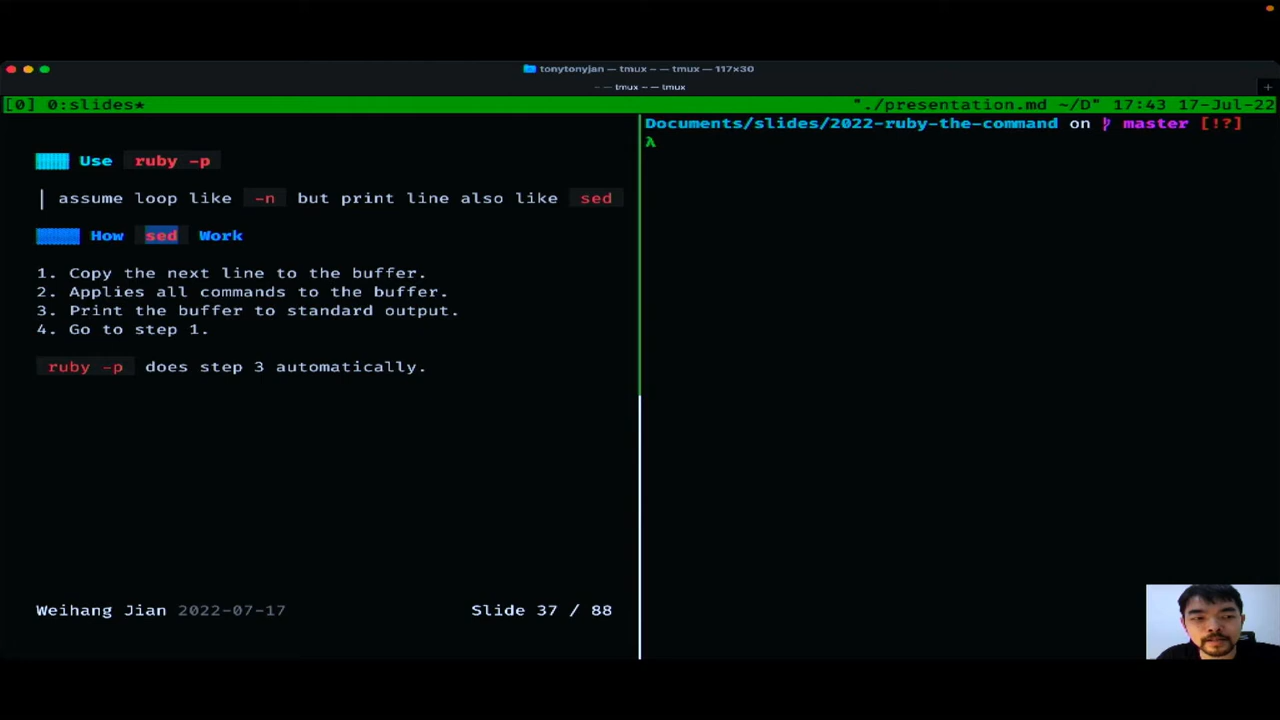 tonytonyjan — tmux - — tmux — 117×30
- — tmux - — tmux
+
[0] 0:slides* "./presentation.md ~/D" 17:43 17-Jul-22
Documents/slides/2022-ruby-the-command on master [!?]
λ
Use ruby -p
assume loop like -n but print line also like sed
How sed Work
1. Copy the next line to the buffer.
2. Applies all commands to the buffer.
3. Print the buffer to standard output.
4. Go to step 1.
ruby -p does step 3 automatically.
Weihang Jian 2022-07-17 Slide 37 / 88